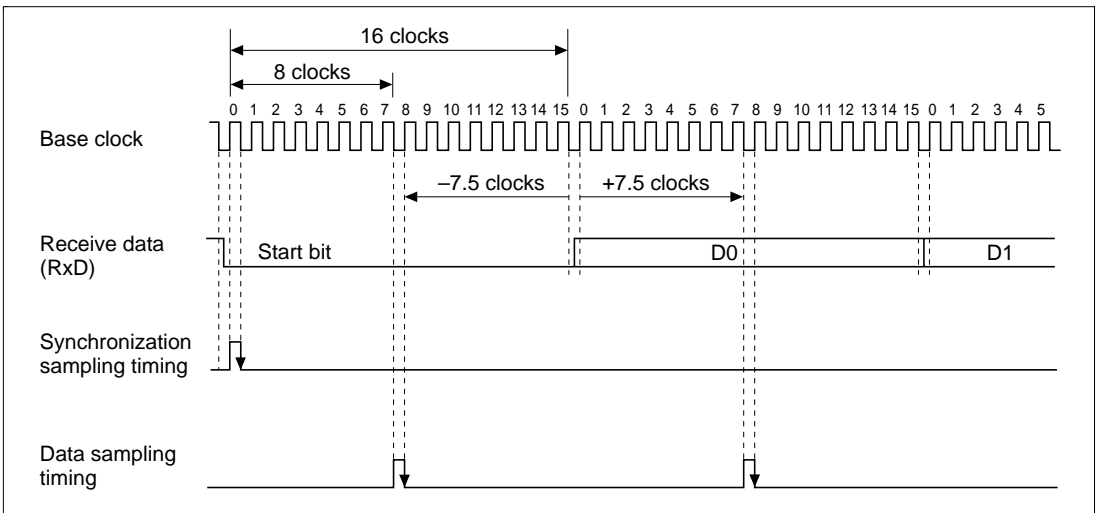 16 clocks
8 clocks
0 1 2 3 4 5 6 7 8 9 10 11 12 13 14 15 0 1 2 3 4 5 6 7 8 9 10 11 12 13 14 15 0 1 2 3 4 5
Base clock
–7.5 clocks +7.5 clocks
Receive data
(RxD)
Start bit D0 D1
Synchronization
sampling timing
Data sampling
timing